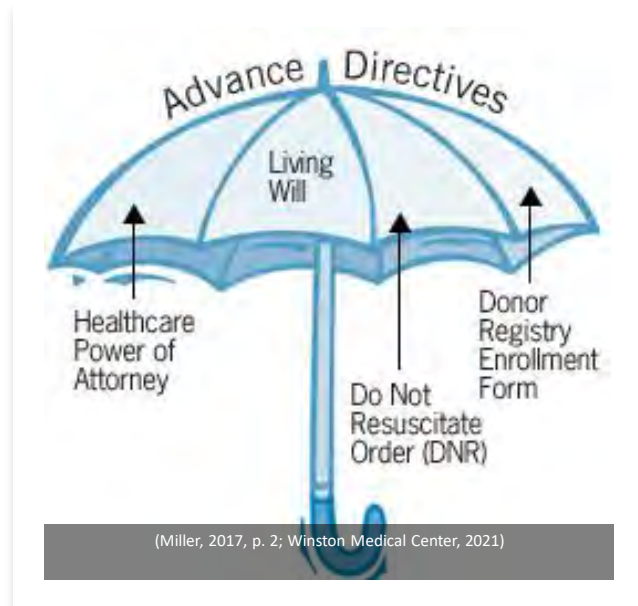 Advance Directives
Living
Will
Healthcare
Power of
Attorney
Do Not
Resuscitate
Order (DNR)
Donor
Registry
Enrollment
Form
(Miller, 2017, p. 2; Winston Medical Center, 2021)